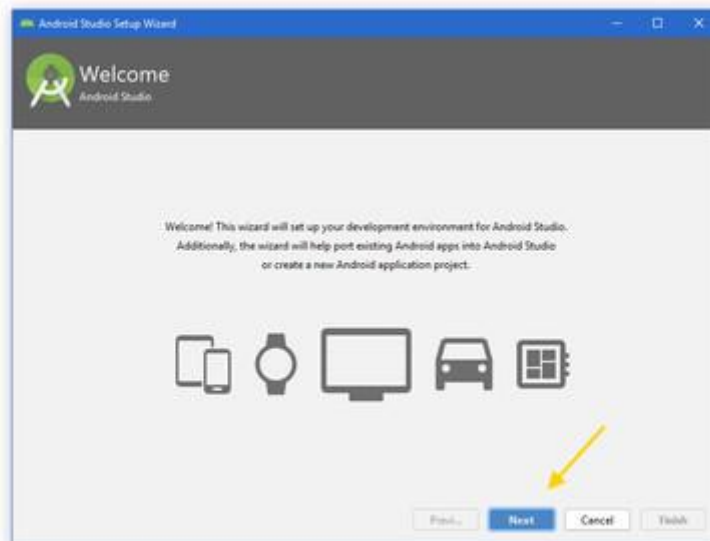 Android Studio Setup Wizard
Welcome
Android Studio
Welcome! This wizard will set up your development environment for Android Studio.
Additionally, the wizard will help port existing Android apps into Android Studio
or create a new Android application project.
Next
Cancel
Finish